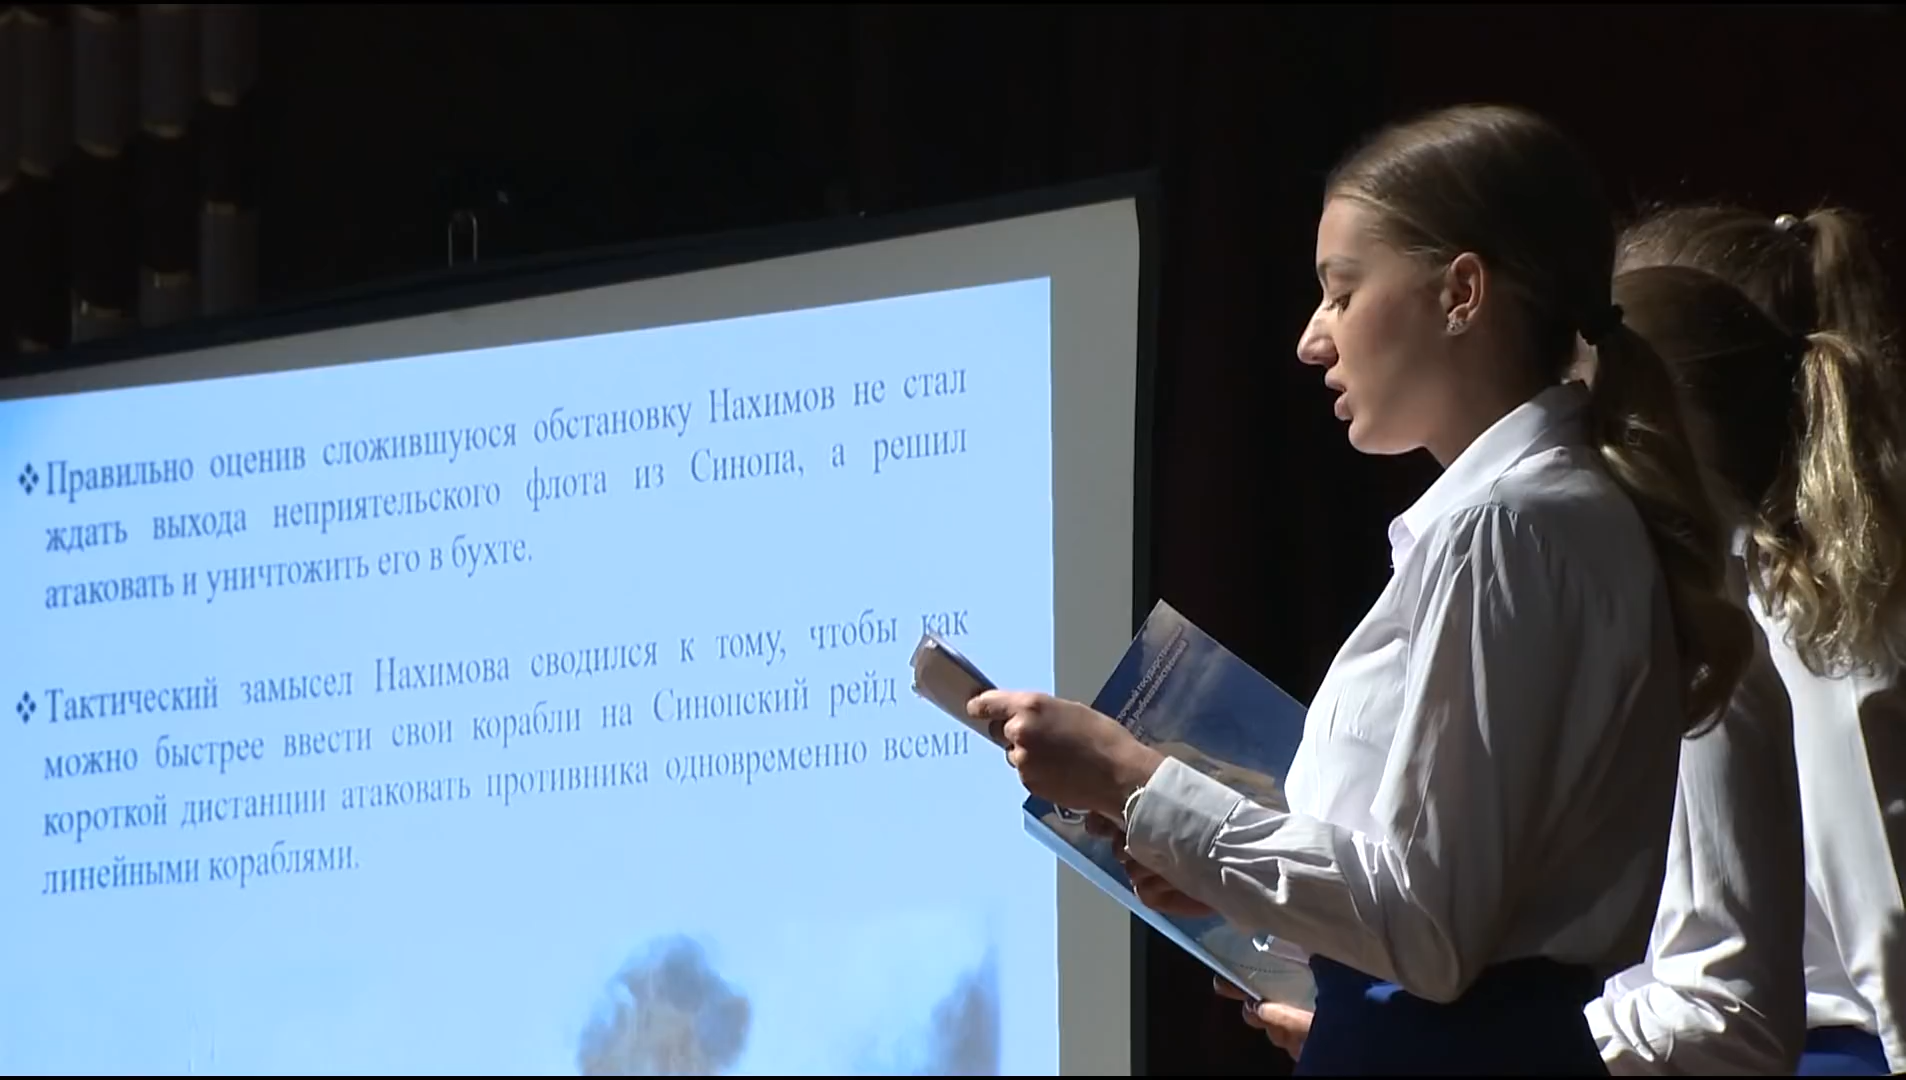 ❖Правильно оценив сложившуюся обстановку Нахимов не стал
ждать выхода неприятельского флота из Синопа, а решил
атаковать и уничтожить его в бухте.
❖Тактический замысел Нахимова сводился к тому, чтобы как
можно быстрее ввести свои корабли на Синопский рейд
короткой дистанции атаковать противника одновременно всеми
линейными кораблями.
государственный
рыбохозяйственный